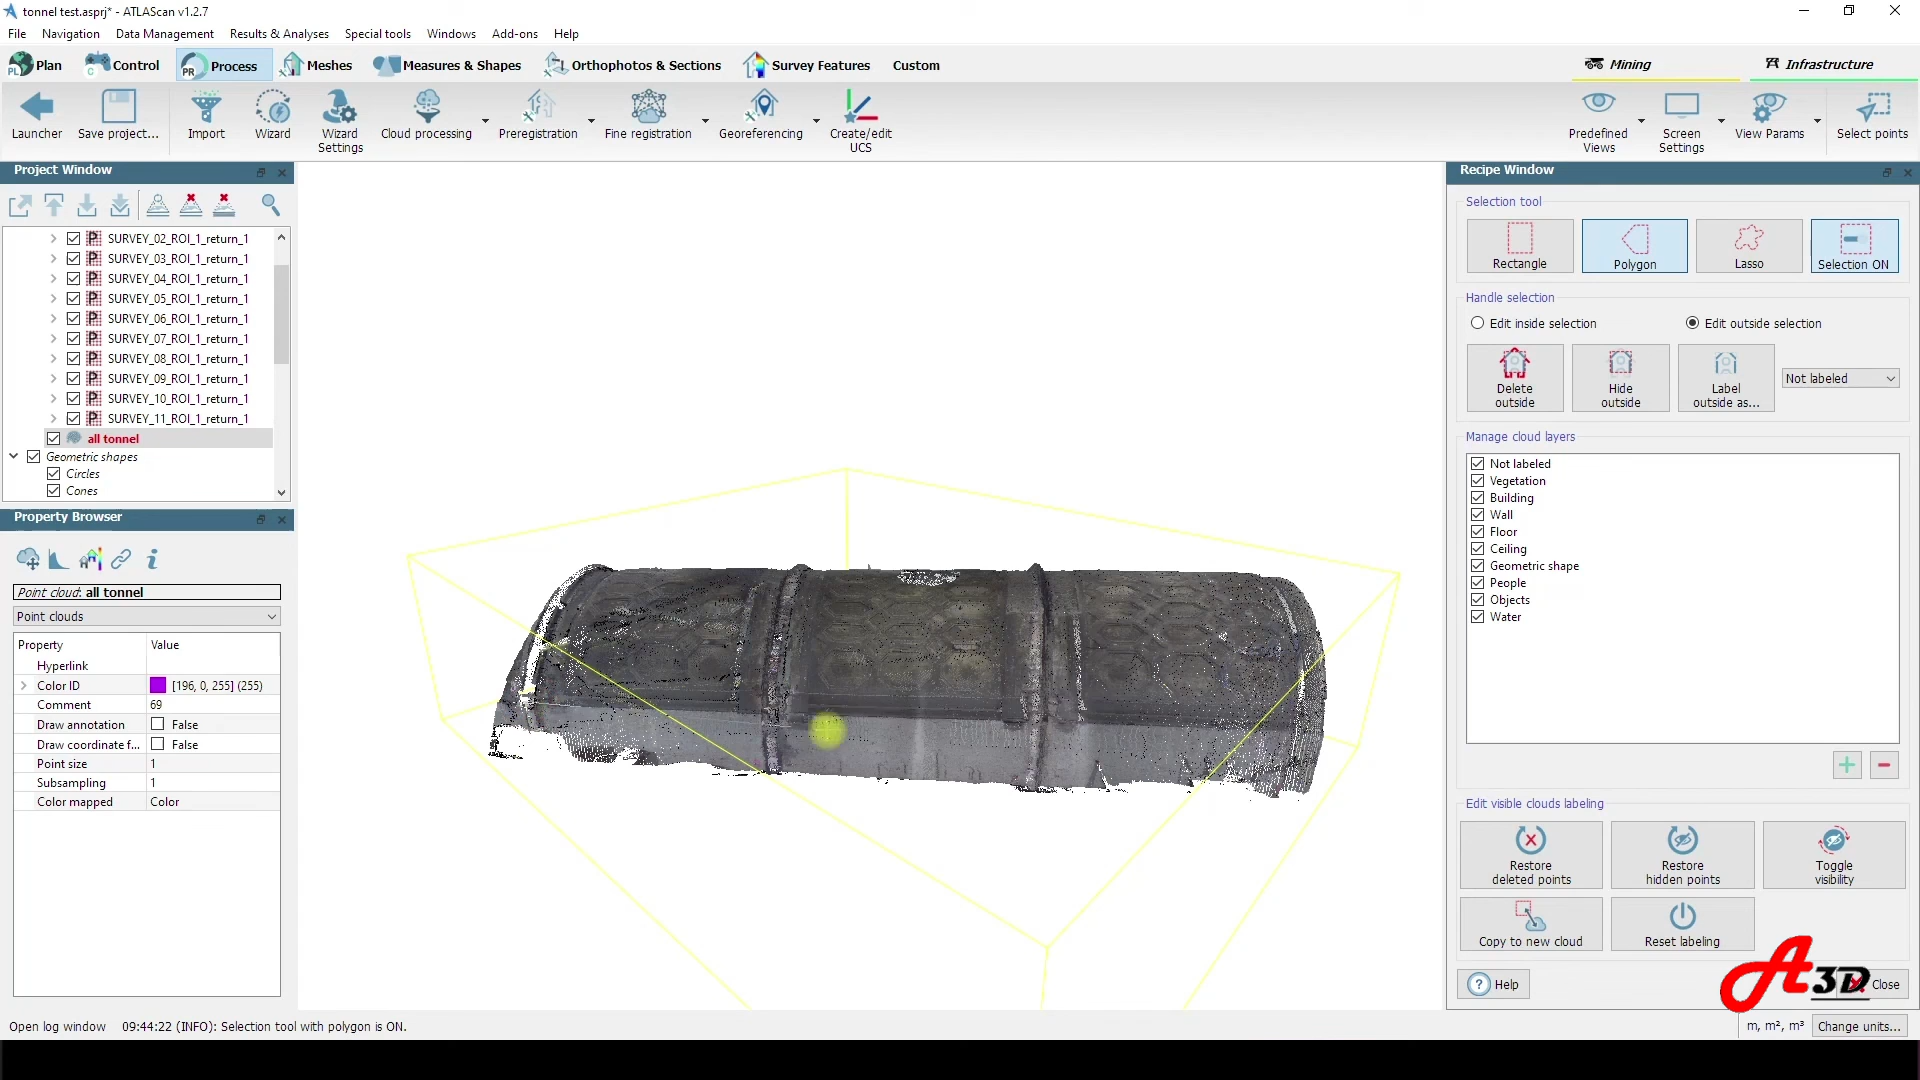 tonnel test.asprj* - ATLAScan v1.2.7
File Navigation Data Management Results & Analyses Special tools Windows Add-ons Help
PL Plan C Control PR Process Meshes Measures & Shapes Orthophotos & Sections Survey Features Custom Mining Infrastructure
Launcher Save project... Import Wizard Wizard Settings Cloud processing Preregistration Fine registration Georeferencing Create/edit UCS Predefined Views Screen Settings View Params Select points
Project Window
SURVEY_02_ROI_1_return_1
SURVEY_03_ROI_1_return_1
SURVEY_04_ROI_1_return_1
SURVEY_05_ROI_1_return_1
SURVEY_06_ROI_1_return_1
SURVEY_07_ROI_1_return_1
SURVEY_08_ROI_1_return_1
SURVEY_09_ROI_1_return_1
SURVEY_10_ROI_1_return_1
SURVEY_11_ROI_1_return_1
all tonnel
Geometric shapes
Circles
Cones
Property Browser
Point cloud: all tonnel
Point clouds
Property Value
Hyperlink
Color ID [196, 0, 255] (255)
Comment 69
Draw annotation False
Draw coordinate f... False
Point size 1
Subsampling 1
Color mapped Color
Recipe Window
Selection tool
Rectangle Polygon Lasso Selection ON
Handle selection
Edit inside selection Edit outside selection
Delete outside Hide outside Label outside as... Not labeled
Manage cloud layers
Not labeled
Vegetation
Building
Wall
Floor
Ceiling
Geometric shape
People
Objects
Water
Edit visible clouds labeling
Restore deleted points Restore hidden points Toggle visibility
Copy to new cloud Reset labeling
Help A3D Close
Open log window 09:44:22 (INFO): Selection tool with polygon is ON. m, m², m³ Change units...